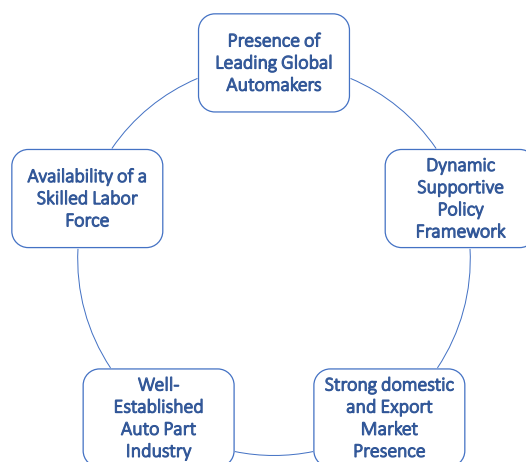 Presence of
Leading Global
Automakers
Dynamic
Supportive
Policy
Framework
Strong domestic
and Export
Market
Presence
Well-
Established
Auto Part
Industry
Availability of a
Skilled Labor
Force